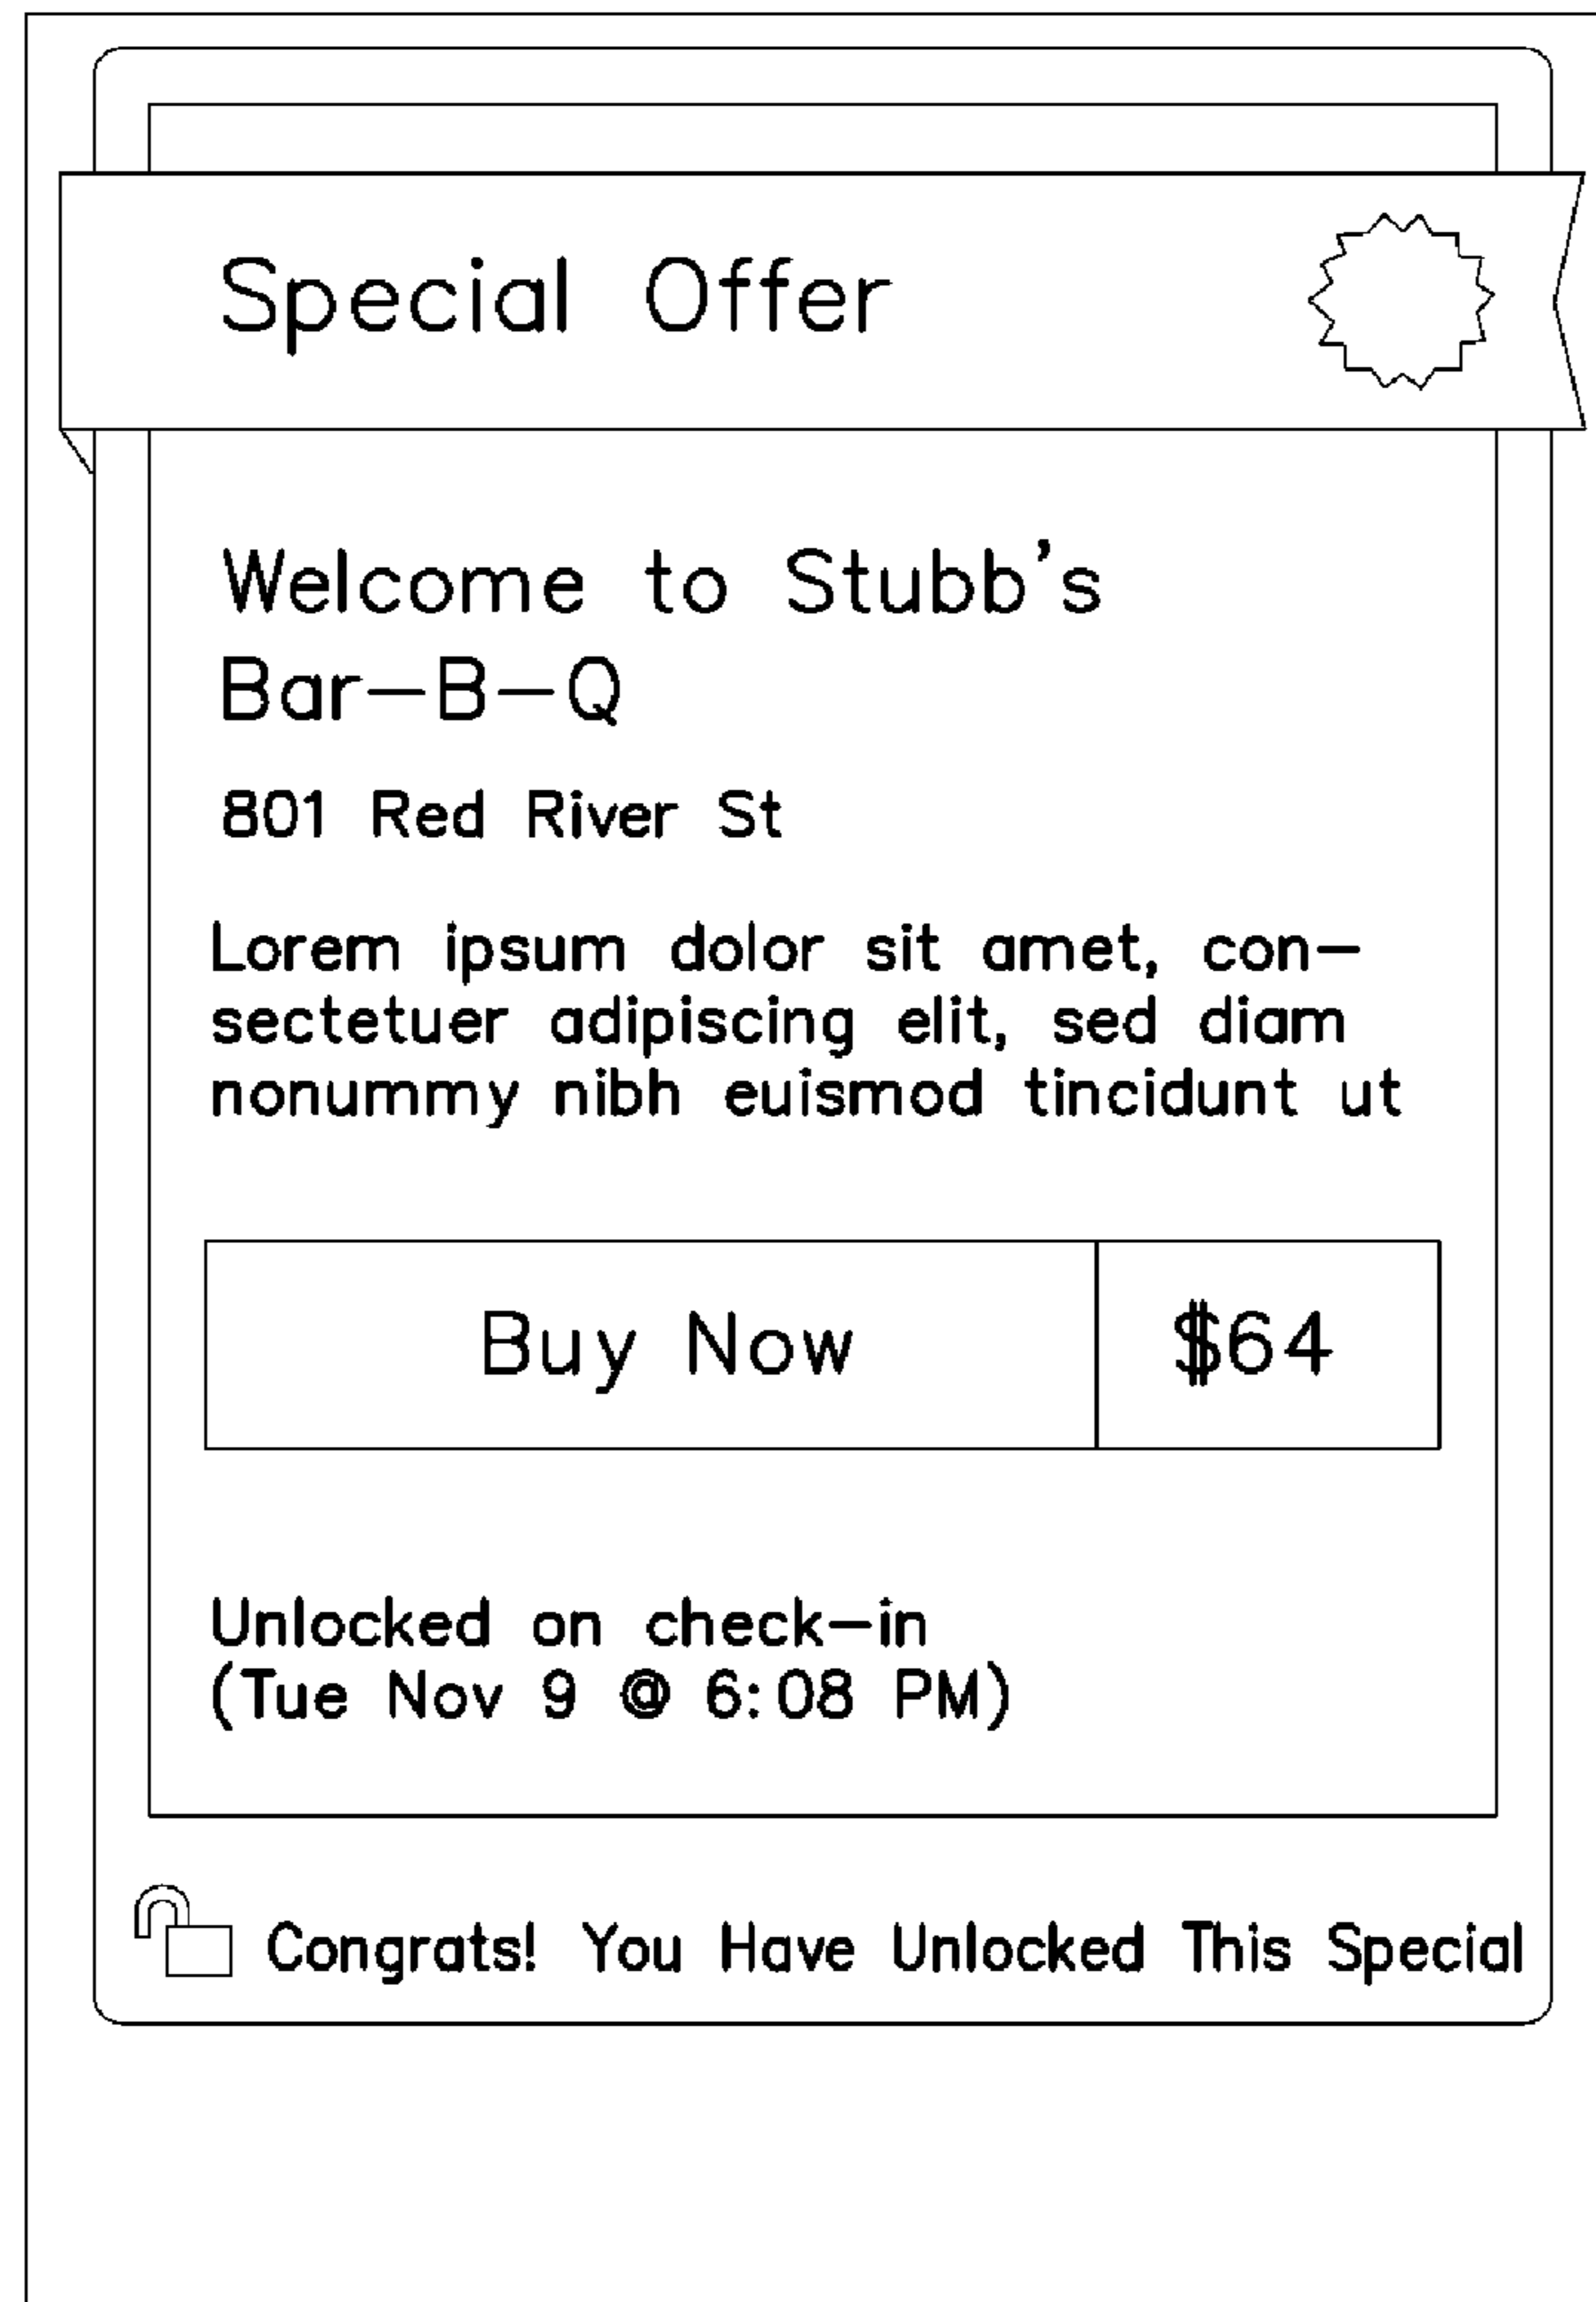 Special Offer
Welcome to Stubb's
Bar-B-Q
801 Red River St
Lorem ipsum dolor sit amet, con-
sectetuer adipiscing elit, sed diam
nonummy nibh euismod tincidunt ut
Buy Now $64
Unlocked on check-in
(Tue Nov 9 @ 6:08 PM)
Congrats! You Have Unlocked This Special